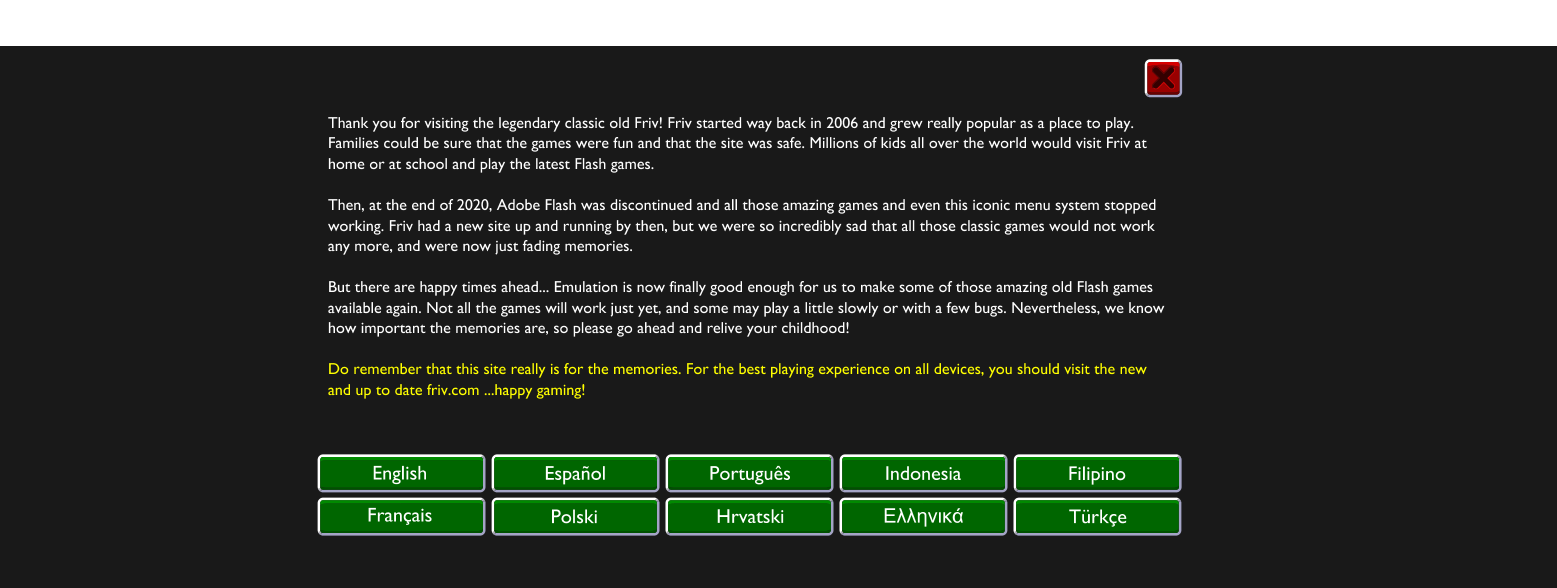 Thank you for visiting the legendary classic old Friv! Friv started way back in 2006 and grew really popular as a place to play.
Families could be sure that the games were fun and that the site was safe. Millions of kids all over the world would visit Friv at
home or at school and play the latest Flash games.
Then, at the end of 2020, Adobe Flash was discontinued and all those amazing games and even this iconic menu system stopped
working. Friv had a new site up and running by then, but we were so incredibly sad that all those classic games would not work
any more, and were now just fading memories.
But there are happy times ahead... Emulation is now finally good enough for us to make some of those amazing old Flash games
available again. Not all the games will work just yet, and some may play a little slowly or with a few bugs. Nevertheless, we know
how important the memories are, so please go ahead and relive your childhood!
Do remember that this site really is for the memories. For the best playing experience on all devices, you should visit the new
and up to date friv.com ...happy gaming!
English Español Português Indonesia Filipino
Français Polski Hrvatski Ελληνικά Türkçe